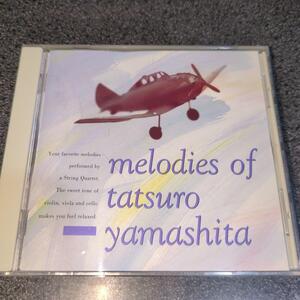 Your favorite melodies
performed by
a String Quartet.
The sweet tone of
violin, viola and cello
makes you feel relaxed.
melodies of
tatsuro
yamashita